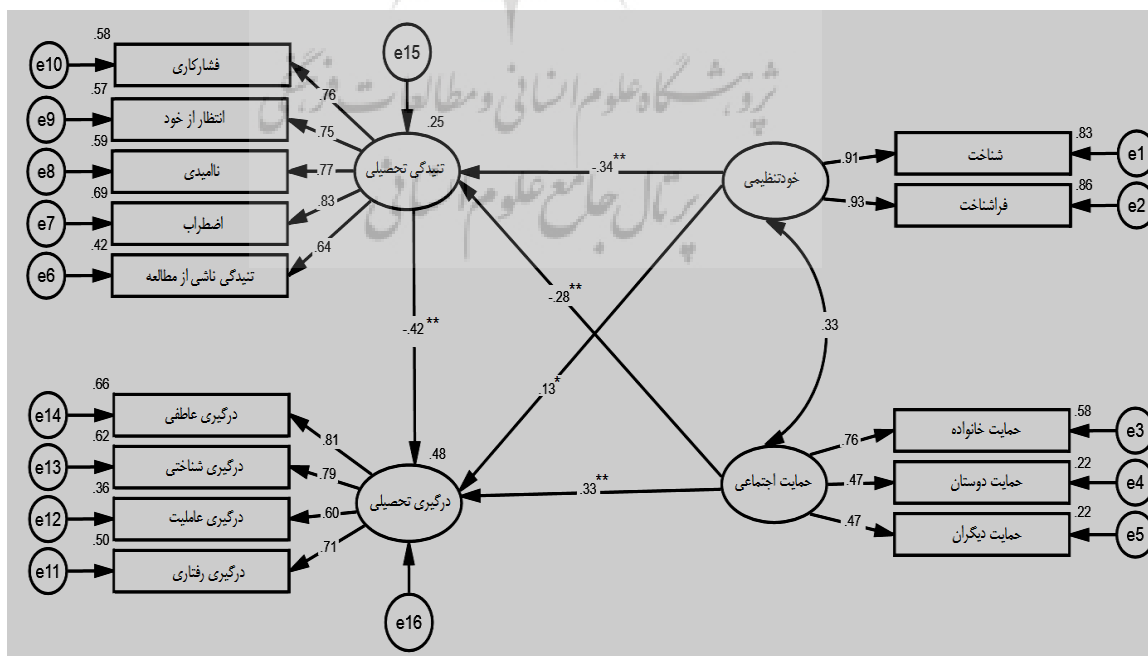 پژوهشگاه علوم انسانی و مطالعات فرهنگی
پرتال جامع علوم انسانی
e15
.25
تنیدگی تحصیلی
e10
.58
فشارکاری
.76
e9
.57
انتظار از خود
.75
e8
.59
ناامیدی
.77
e7
.69
اضطراب
.83
e6
.42
تنیدگی ناشی از مطالعه
.64
خودتنظیمی
.91
شناخت
.83
e1
.93
فراشناخت
.86
e2
-.34**
-.28**
-.42**
.13*
.33
.33**
e14
.66
درگیری عاطفی
.81
e13
.62
درگیری شناختی
.79
e12
.36
درگیری عاملیت
.60
e11
.50
درگیری رفتاری
.71
.48
درگیری تحصیلی
e16
حمایت اجتماعی
.76
حمایت خانواده
.58
e3
.47
حمایت دوستان
.22
e4
.47
حمایت دیگران
.22
e5